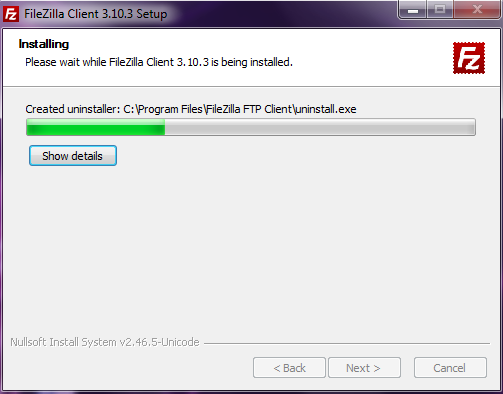 FileZilla Client 3.10.3 Setup
Installing
Please wait while FileZilla Client 3.10.3 is being installed.
Fz
Created uninstaller: C:\Program Files\FileZilla FTP Client\uninstall.exe
Show details
Nullsoft Install System v2.46.5-Unicode
< Back
Next >
Cancel